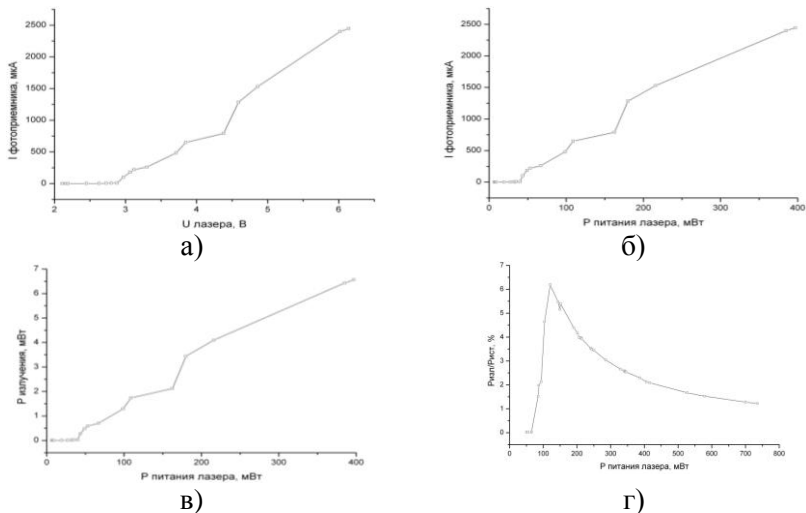 I фотоприемника, мкА
2500
2000
1500
1000
500
0
2 3 4 5 6
U лазера, В
а)
I фотоприемника, мкА
2500
2000
1500
1000
500
0
0 100 200 300 400
P питания лазера, мВт
б)
P излучения, мВт
7
6
5
4
3
2
1
0
0 100 200 300 400
P питания лазера, мВт
в)
Pизл/Pист, %
7
6
5
4
3
2
1
0
0 100 200 300 400 500 600 700 800
P питания лазера, мВт
г)